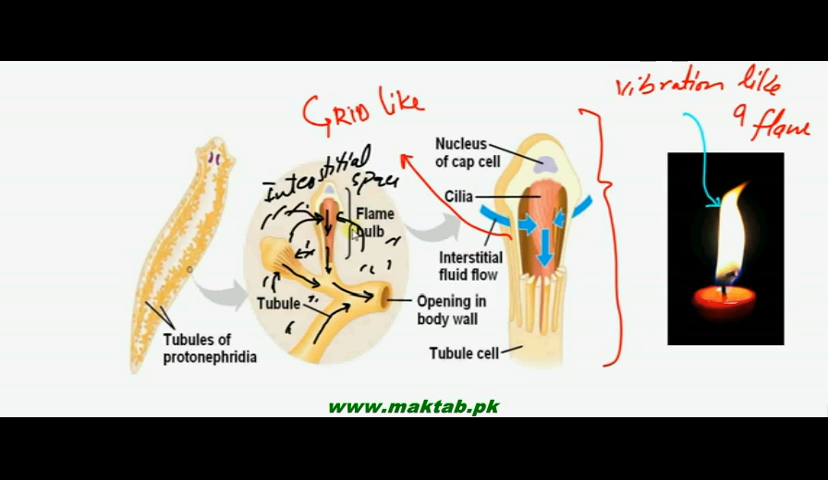 vibration like
a flame
GRID like
Nucleus
of cap cell
Interstitial
space
Cilia
Flame
bulb
Interstitial
fluid flow
Tubule
Opening in
body wall
Tubules of
protonephridia
Tubule cell
www.maktab.pk